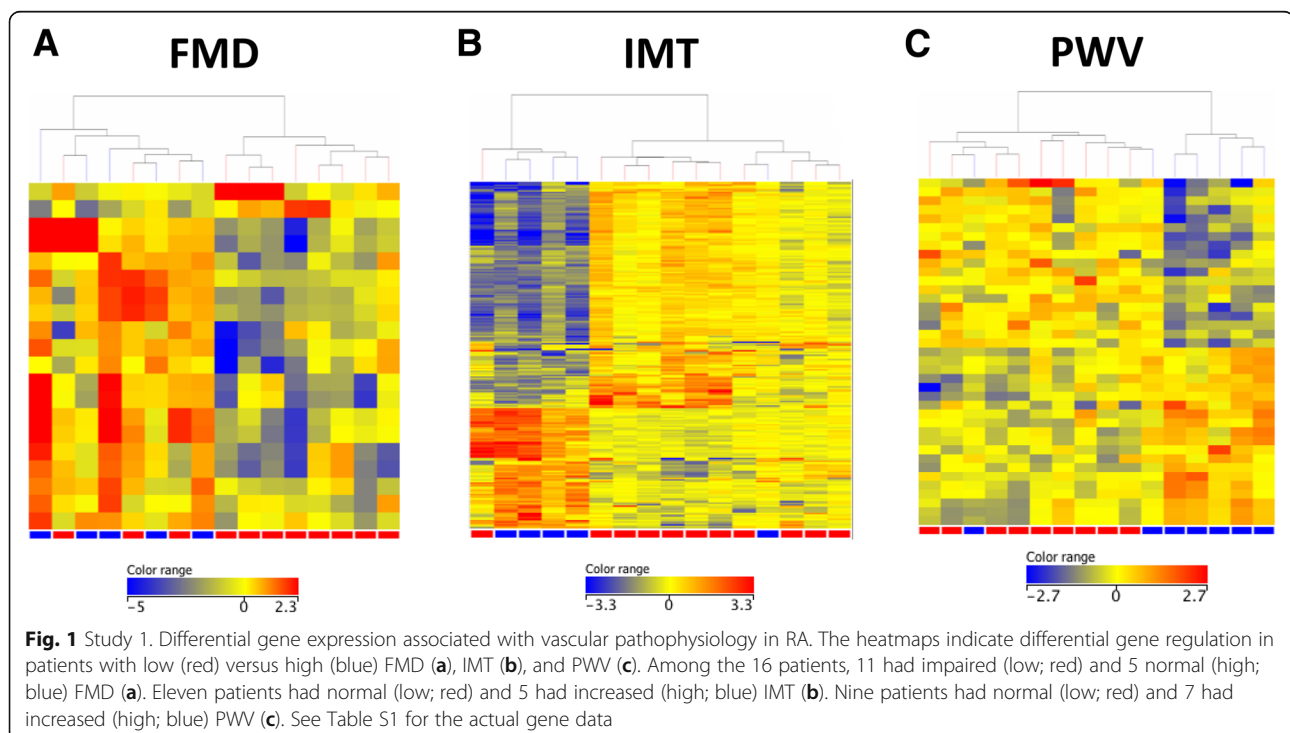 A
FMD
B
IMT
C
PWV
Color range
−5 0 2.3
Color range
−3.3 0 3.3
Color range
−2.7 0 2.7
Fig. 1 Study 1. Differential gene expression associated with vascular pathophysiology in RA. The heatmaps indicate differential gene regulation in
patients with low (red) versus high (blue) FMD (a), IMT (b), and PWV (c). Among the 16 patients, 11 had impaired (low; red) and 5 normal (high;
blue) FMD (a). Eleven patients had normal (low; red) and 5 had increased (high; blue) IMT (b). Nine patients had normal (low; red) and 7 had
increased (high; blue) PWV (c). See Table S1 for the actual gene data